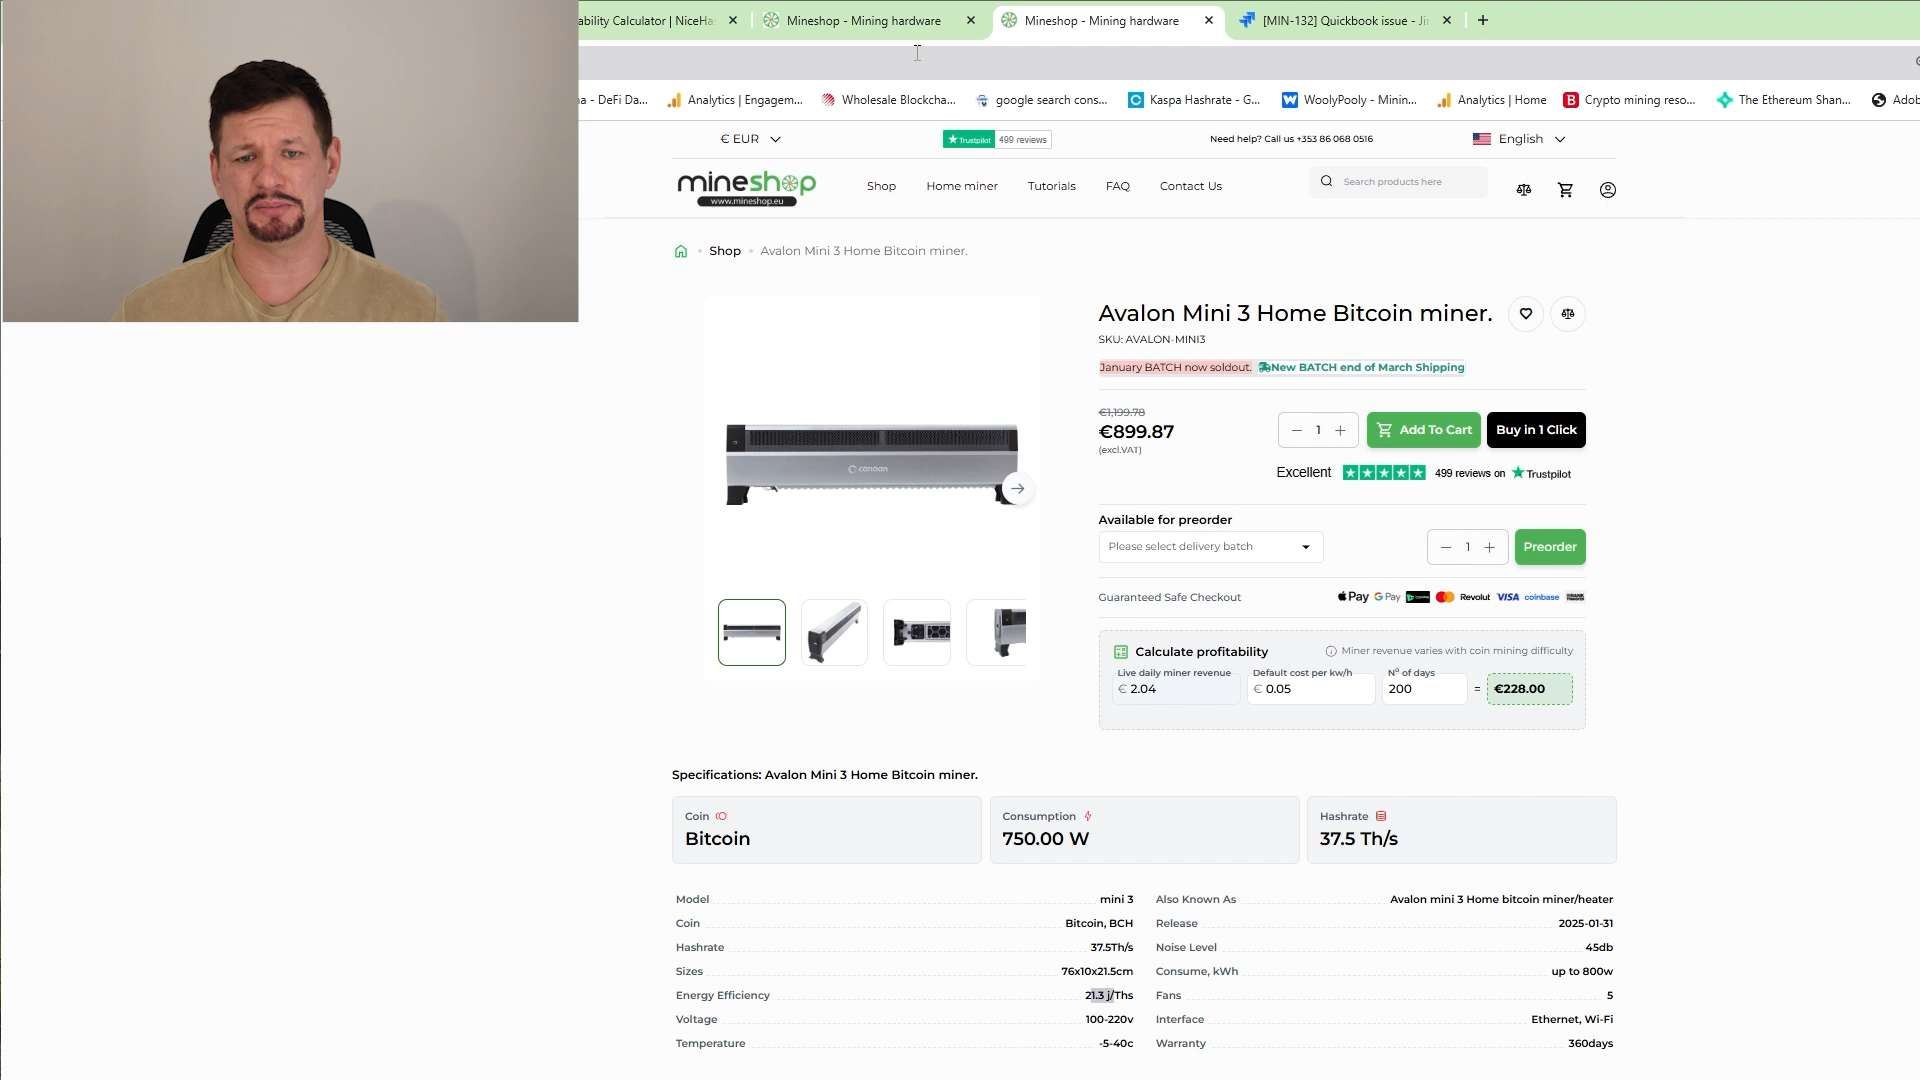 ability Calculator | NiceHa
Mineshop - Mining hardware
Mineshop - Mining hardware
[MIN-132] Quickbook issue - Ji
na - DeFi Da...
Analytics | Engagem...
Wholesale Blockcha...
google search cons...
Kaspa Hashrate - G...
WoolyPooly - Minin...
Analytics | Home
Crypto mining reso...
The Ethereum Shan...
Adob
€ EUR
Trustpilot 499 reviews
Need help? Call us +353 86 068 0516
English
mineshop
www.mineshop.eu
Shop
Home miner
Tutorials
FAQ
Contact Us
Search products here
Shop
Avalon Mini 3 Home Bitcoin miner.
canaan
Avalon Mini 3 Home Bitcoin miner.
SKU: AVALON-MINI3
January BATCH now soldout. New BATCH end of March Shipping
€1,199.78
€899.87
(excl.VAT)
1
Add To Cart
Buy in 1 Click
Excellent 499 reviews on Trustpilot
Available for preorder
Please select delivery batch
1
Preorder
Guaranteed Safe Checkout
Pay G Pay Revolut VISA coinbase
Calculate profitability
Miner revenue varies with coin mining difficulty
Live daily miner revenue
€ 2.04
Default cost per kw/h
€ 0.05
Nº of days
200
=
€228.00
Specifications: Avalon Mini 3 Home Bitcoin miner.
Coin
Bitcoin
Consumption
750.00 W
Hashrate
37.5 Th/s
Model mini 3
Coin Bitcoin, BCH
Hashrate 37.5Th/s
Sizes 76x10x21.5cm
Energy Efficiency 21.3 j/Ths
Voltage 100-220v
Temperature -5-40c
Also Known As Avalon mini 3 Home bitcoin miner/heater
Release 2025-01-31
Noise Level 45db
Consume, kWh up to 800w
Fans 5
Interface Ethernet, Wi-Fi
Warranty 360days